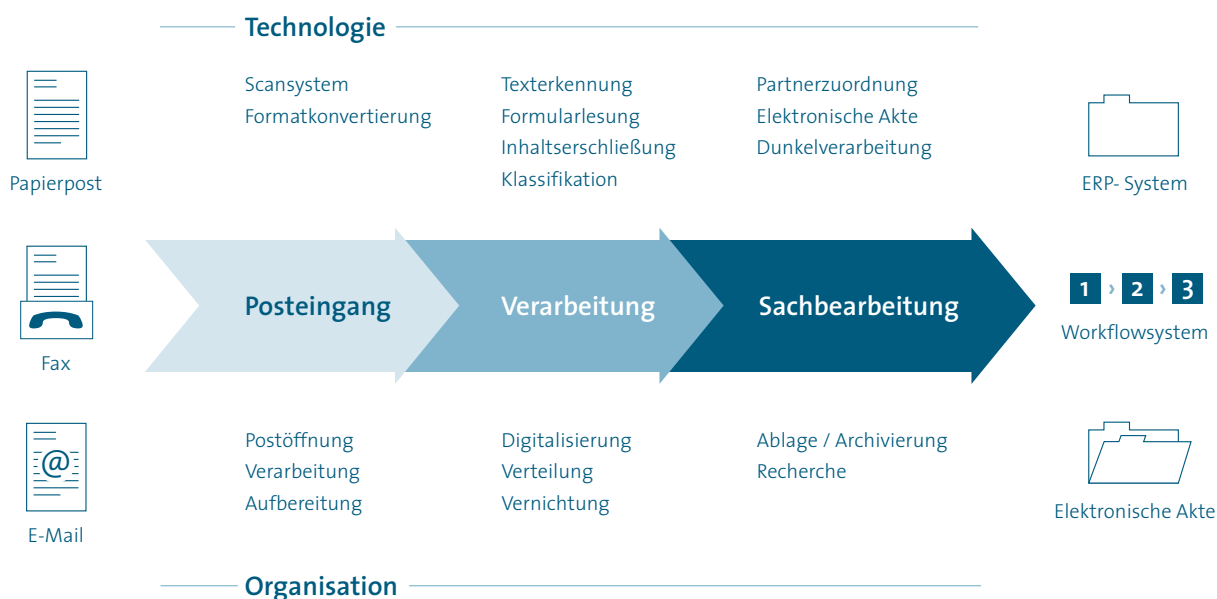 Technologie
Papierpost
Scansystem
Formatkonvertierung
Texterkennung
Formularlesung
Inhaltserschließung
Klassifikation
Partnerzuordnung
Elektronische Akte
Dunkelverarbeitung
ERP- System
Fax
Posteingang
Verarbeitung
Sachbearbeitung
1 › 2 › 3
Workflowsystem
@
E-Mail
Postöffnung
Verarbeitung
Aufbereitung
Digitalisierung
Verteilung
Vernichtung
Ablage / Archivierung
Recherche
Elektronische Akte
Organisation